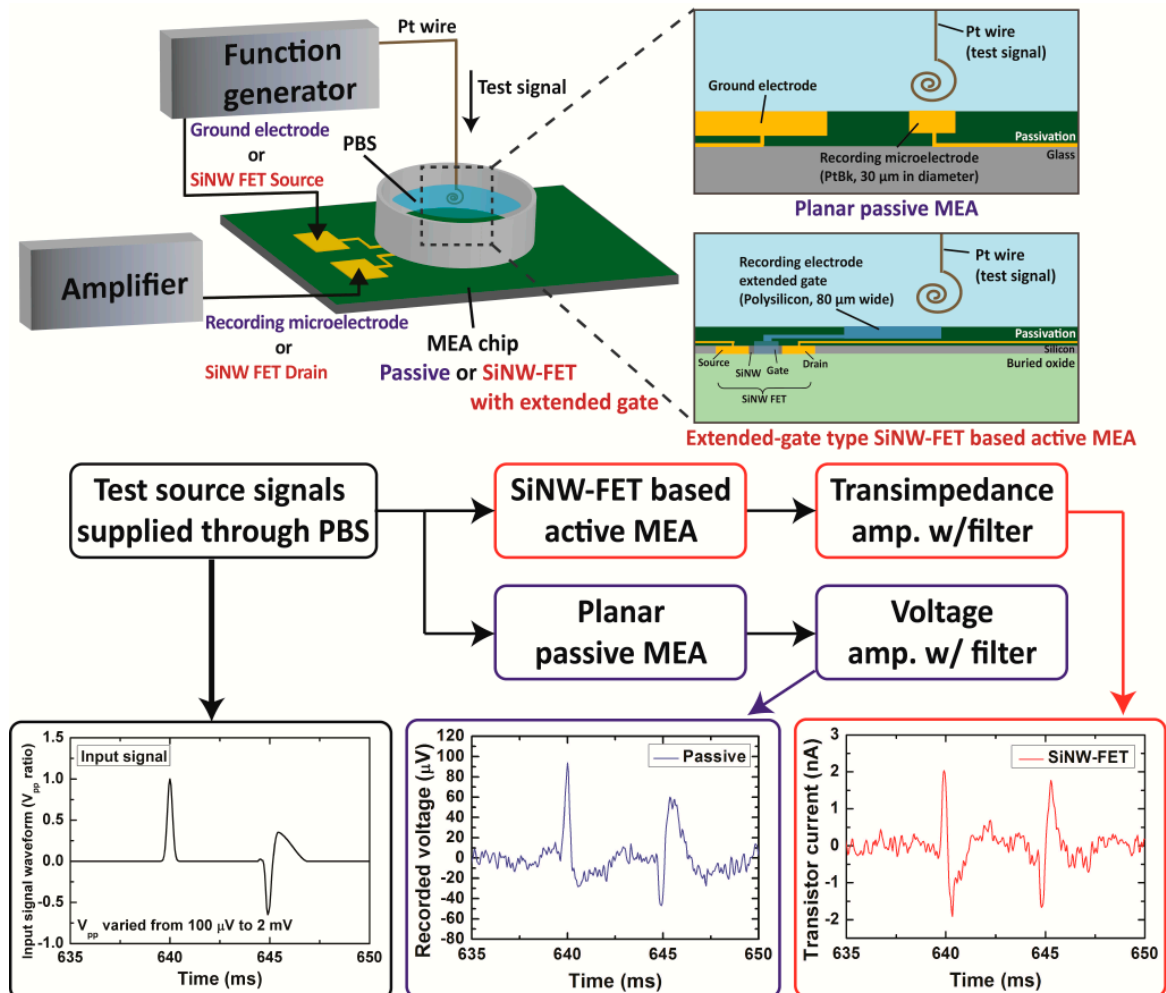 Function
generator
Pt wire
Test signal
Ground electrode
or
SiNW FET Source
PBS
Amplifier
Recording microelectrode
or
SiNW FET Drain
MEA chip
Passive or SiNW-FET
with extended gate
Pt wire
(test signal)
Ground electrode
Passivation
Glass
Recording microelectrode
(PtBk, 30 μm in diameter)
Planar passive MEA
Recording electrode
extended gate
(Polysilicon, 80 μm wide)
Pt wire
(test signal)
Passivation
Silicon
Source
SiNW
Gate
Drain
Buried oxide
SiNW FET
Extended-gate type SiNW-FET based active MEA
Test source signals
supplied through PBS
SiNW-FET based
active MEA
Transimpedance
amp. w/filter
Planar
passive MEA
Voltage
amp. w/ filter
Input signal waveform (Vpp ratio)
1.5
1.0
0.5
0.0
-0.5
-1.0
Input signal
Vpp varied from 100 μV to 2 mV
635 640 645 650
Time (ms)
Recorded voltage (μV)
120
100
80
60
40
20
0
-20
-40
-60
-80
Passive
635 640 645 650
Time (ms)
Transistor current (nA)
3
2
1
0
-1
-2
SiNW-FET
635 640 645 650
Time (ms)